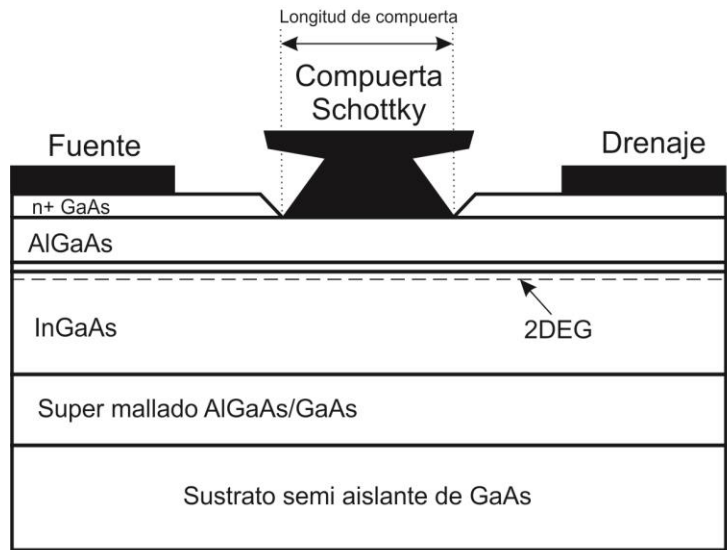 Longitud de compuerta
Compuerta
Schottky
Fuente
Drenaje
n+ GaAs
AlGaAs
InGaAs
2DEG
Super mallado AlGaAs/GaAs
Sustrato semi aislante de GaAs